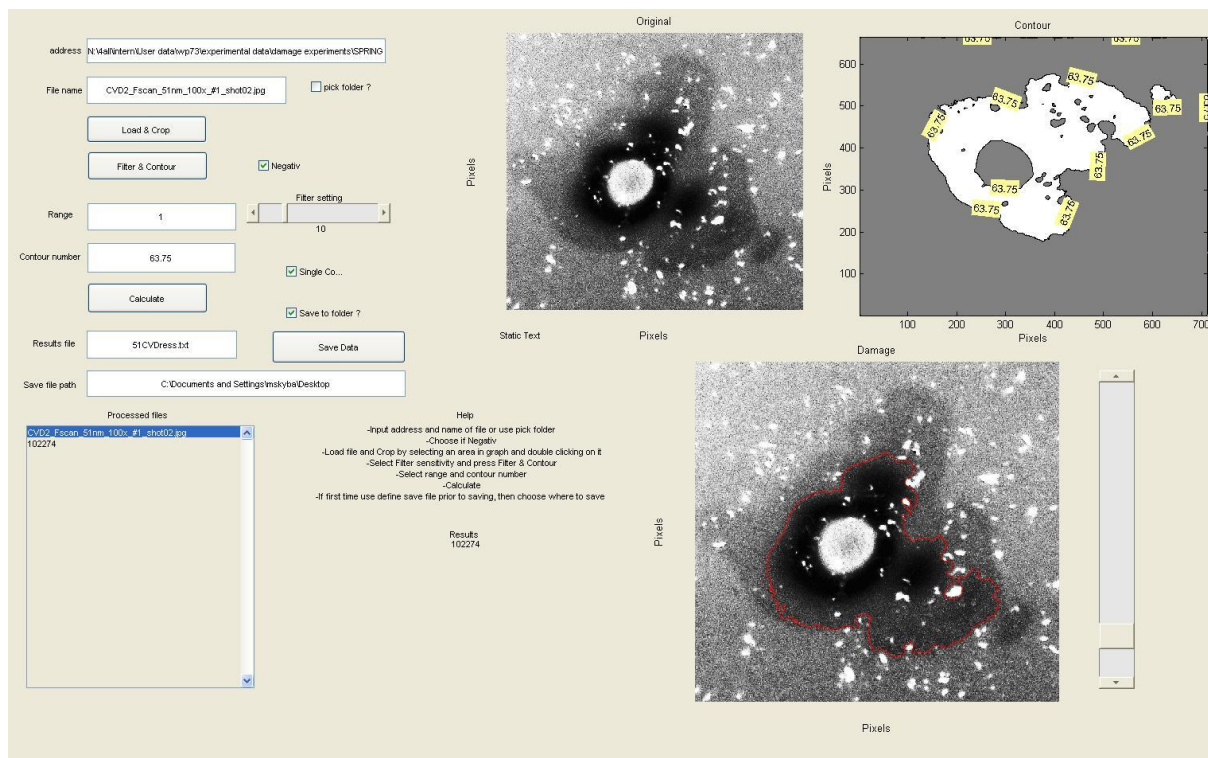 address
N:\4all\intern\User data\wp73\experimental data\damage experiments\SPRING
File name
CVD2_Fscan_51nm_100x_#1_shot02.jpg
pick folder ?
Load & Crop
Filter & Contour
Negativ
Filter setting
Range
1
10
Contour number
63.75
Single Co...
Calculate
Save to folder ?
Results file
51CVDress.txt
Save Data
Save file path
C:\Documents and Settings\mskyba\Desktop
Processed files
CVD2_Fscan_51nm_100x_#1_shot02.jpg
102274
Help
-Input address and name of file or use pick folder
-Choose if Negativ
-Load file and Crop by selecting an area in graph and double clicking on it
-Select Filter sensitivity and press Filter & Contour
-Select range and contour number
-Calculate
-If first time use define save file prior to saving, then choose where to save
Results
102274
Original
Pixels
Pixels
Static Text
Contour
600
500
400
300
200
100
Pixels
63.75
63.75
63.75
63.75
63.75
63.75
63.75
63.75
63.75
63.75
63.75
100
200
300
400
500
600
700
Pixels
Damage
Pixels
Pixels